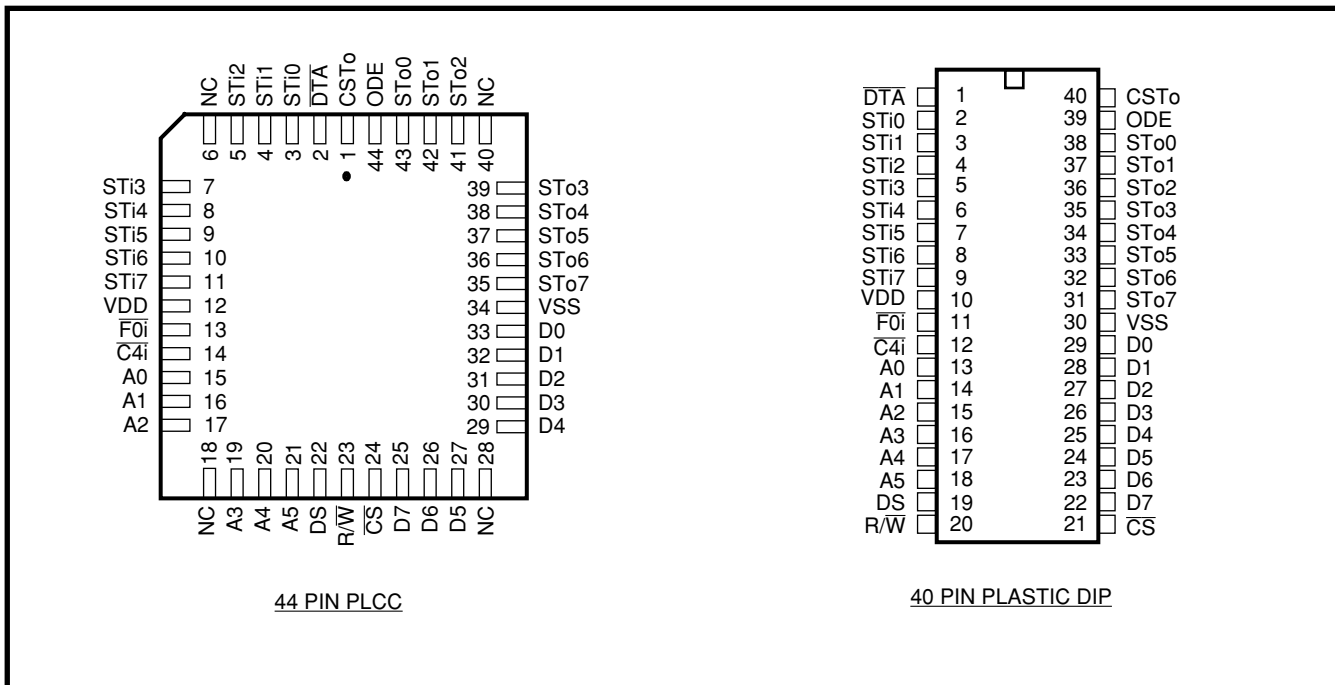 NC STi2 STi1 STi0 D̅T̅A̅ CSTo ODE STo0 STo1 STo2 NC
6 5 4 3 2 1 44 43 42 41 40
STi3 7 39 STo3
STi4 8 38 STo4
STi5 9 37 STo5
STi6 10 36 STo6
STi7 11 35 STo7
VDD 12 34 VSS
F̅0̅i̅ 13 33 D0
C̅4̅i̅ 14 32 D1
A0 15 31 D2
A1 16 30 D3
A2 17 29 D4
18 19 20 21 22 23 24 25 26 27 28
NC A3 A4 A5 DS R/W̅ C̅S̅ D7 D6 D5 NC
44 PIN PLCC
D̅T̅A̅ 1 40 CSTo
STi0 2 39 ODE
STi1 3 38 STo0
STi2 4 37 STo1
STi3 5 36 STo2
STi4 6 35 STo3
STi5 7 34 STo4
STi6 8 33 STo5
STi7 9 32 STo6
VDD 10 31 STo7
F̅0̅i̅ 11 30 VSS
C̅4̅i̅ 12 29 D0
A0 13 28 D1
A1 14 27 D2
A2 15 26 D3
A3 16 25 D4
A4 17 24 D5
A5 18 23 D6
DS 19 22 D7
R/W̅ 20 21 C̅S̅
40 PIN PLASTIC DIP